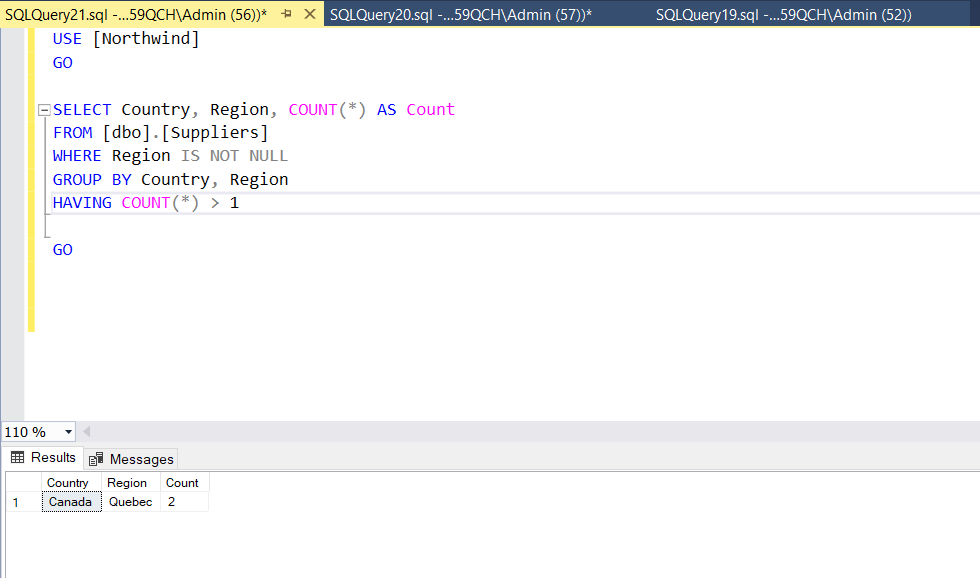 SQLQuery21.sql -...59QCH\Admin (56))* SQLQuery20.sql -...59QCH\Admin (57))* SQLQuery19.sql -...59QCH\Admin (52))
USE [Northwind]
GO
SELECT Country, Region, COUNT(*) AS Count
FROM [dbo].[Suppliers]
WHERE Region IS NOT NULL
GROUP BY Country, Region
HAVING COUNT(*) > 1
GO
110 %
Results Messages
Country Region Count
1 Canada Quebec 2